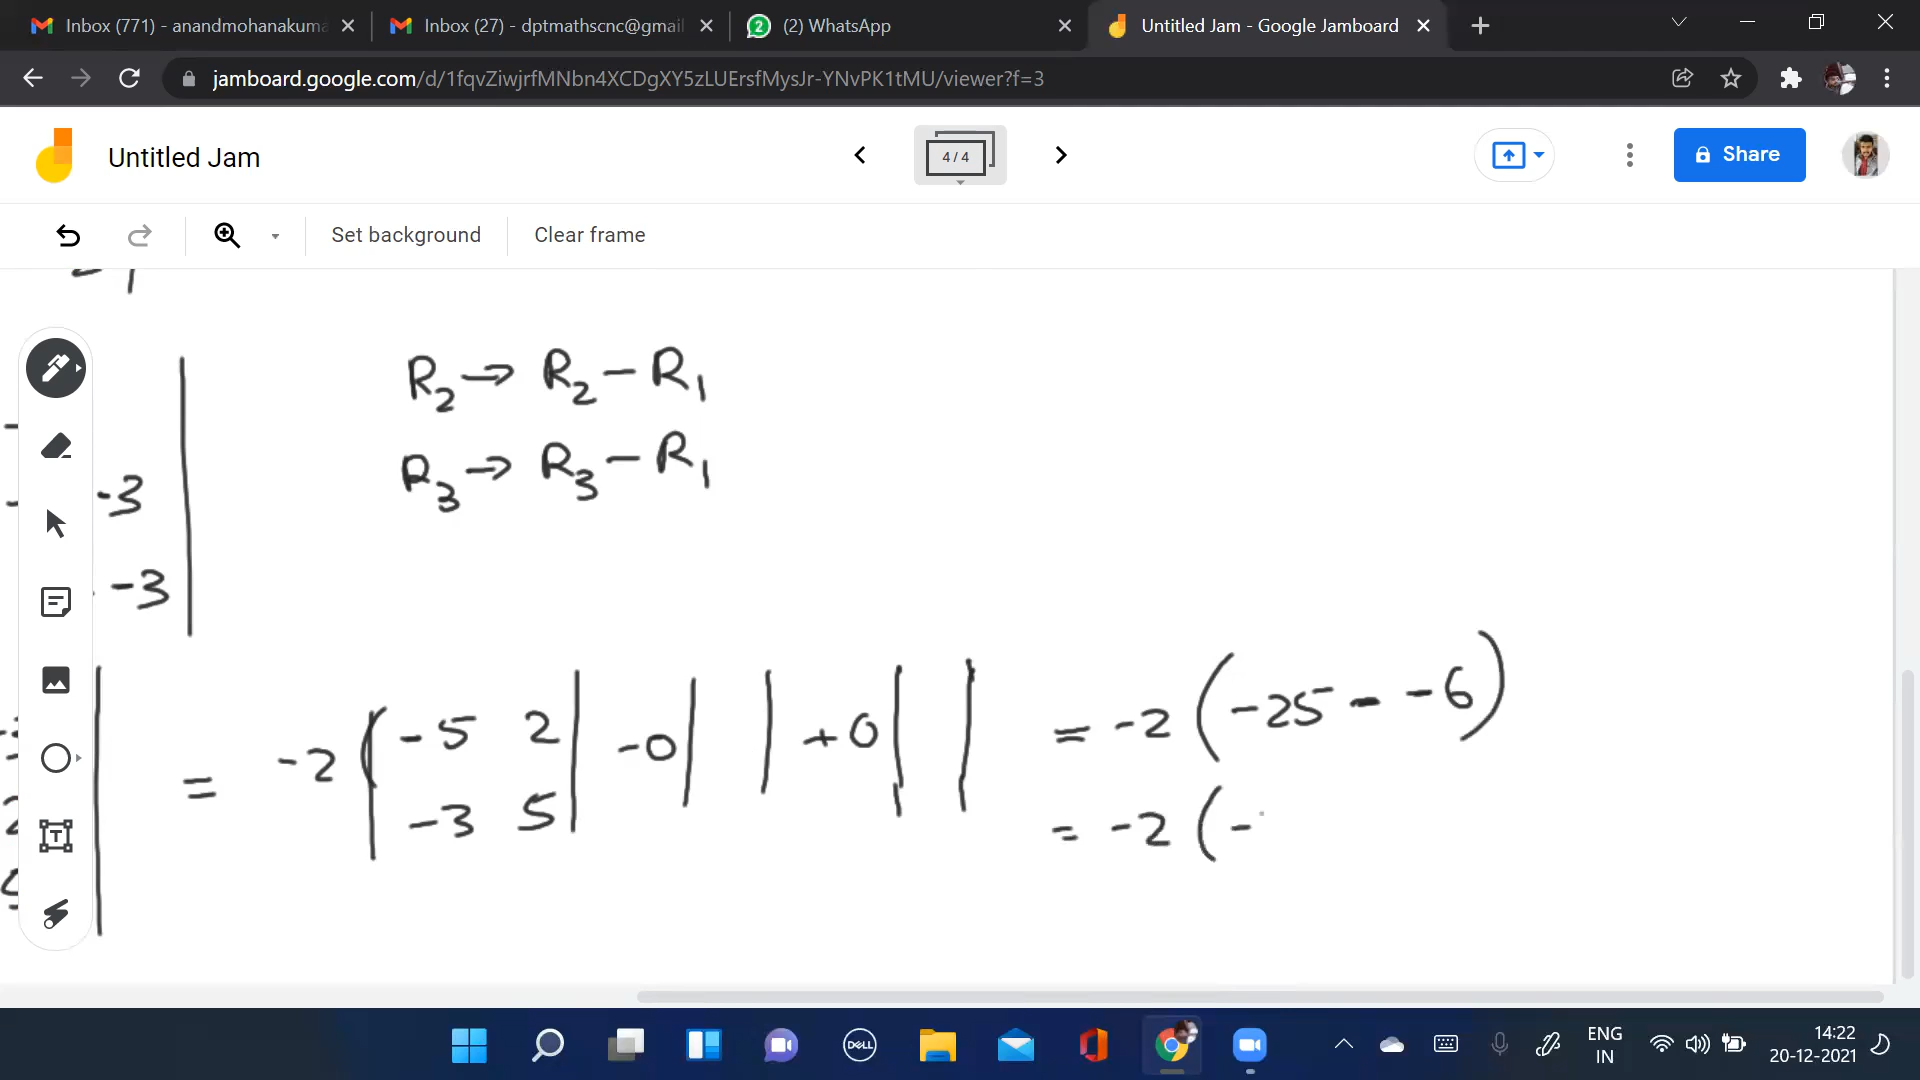 Inbox (771) - anandmohanakuma
Inbox (27) - dptmathscnc@gmail
2 (2) WhatsApp
Untitled Jam - Google Jamboard
jamboard.google.com/d/1fqvZiwjrfMNbn4XCDgXY5zLUErsfMysJr-YNvPK1tMU/viewer?f=3
Untitled Jam
4 / 4
Share
Set background
Clear frame
R₂ → R₂ - R₁
R₃ → R₃ - R₁
-3
-3
= -2 | -5 2 | -0 | | +0 | | = -2 (-25 - -6)
-3 5
= -2 (-
T
DELL
ENG
IN
14:22
20-12-2021